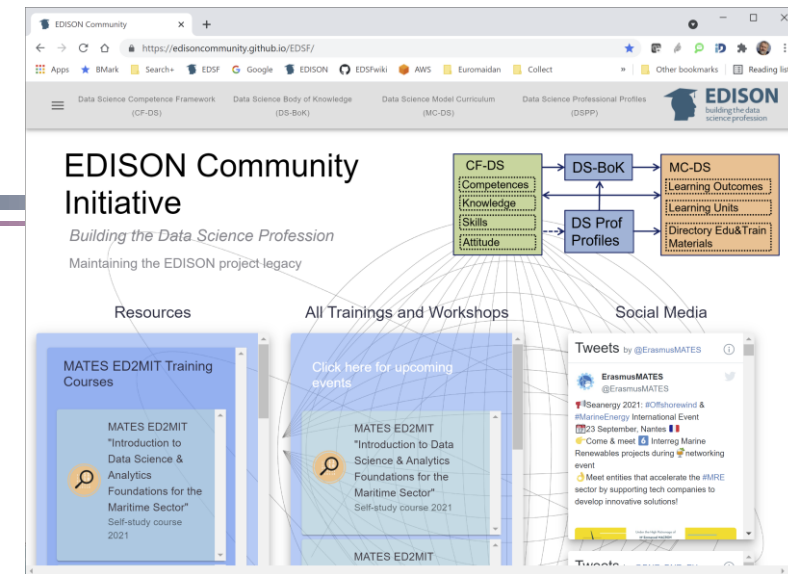 EDISON Community
https://edisoncommunity.github.io/EDSF/
Apps BMark Search+ EDSF Google EDISON EDSFwiki AWS Euromaidan Collect » Other bookmarks Reading list
Data Science Competence Framework
(CF-DS)
Data Science Body of Knowledge
(DS-BoK)
Data Science Model Curriculum
(MC-DS)
Data Science Professional Profiles
(DSPP)
EDISON
building the data
science profession
EDISON Community
Initiative
Building the Data Science Profession
Maintaining the EDISON project legacy
CF-DS
Competences
Knowledge
Skills
Attitude
DS-BoK
DS Prof
Profiles
MC-DS
Learning Outcomes
Learning Units
Directory Edu&Train
Materials
Resources
MATES ED2MIT Training
Courses
MATES ED2MIT
"Introduction to
Data Science &
Analytics
Foundations for the
Maritime Sector"
Self-study course
2021
All Trainings and Workshops
Click here for upcoming
events
MATES ED2MIT
"Introduction to Data
Science & Analytics
Foundations for the
Maritime Sector"
Self-study course 2021
MATES ED2MIT
Social Media
Tweets by @ErasmusMATES
ErasmusMATES
@ErasmusMATES
Seanergy 2021: #Offshorewind &
#MarineEnergy International Event
23 September, Nantes
Come & meet Interreg Marine
Renewables projects during networking
event
Meet entities that accelerate the #MRE
sector by supporting tech companies to
develop innovative solutions!